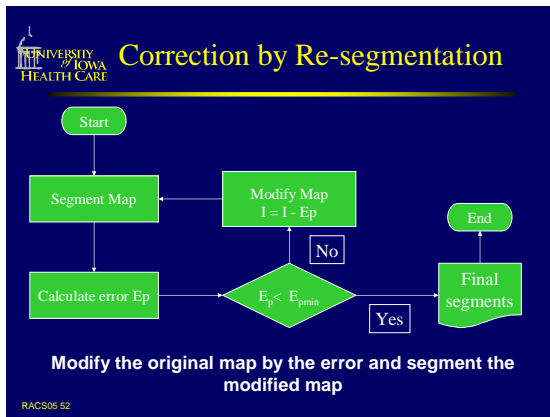 UNIVERSITY
OF IOWA
HEALTH CARE
Correction by Re-segmentation
Start
Segment Map
Modify Map
I = I - Ep
End
No
Calculate error Ep
Ep< Epmin
Final
segments
Yes
Modify the original map by the error and segment the
modified map
RACS05 52